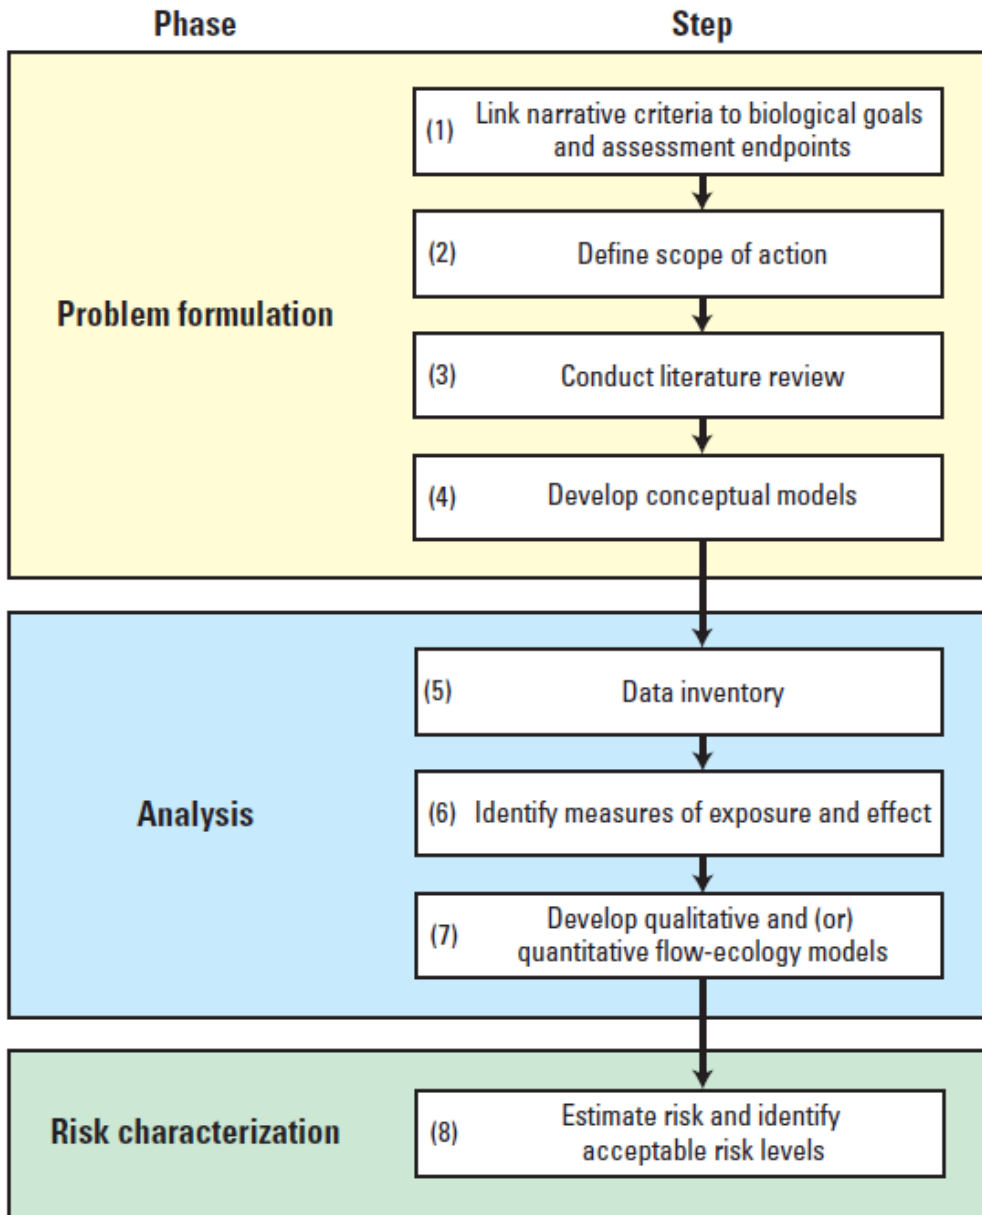 Phase
Step
Problem formulation
(1) Link narrative criteria to biological goals
and assessment endpoints
(2) Define scope of action
(3) Conduct literature review
(4) Develop conceptual models
Analysis
(5) Data inventory
(6) Identify measures of exposure and effect
(7) Develop qualitative and (or)
quantitative flow-ecology models
Risk characterization
(8) Estimate risk and identify
acceptable risk levels